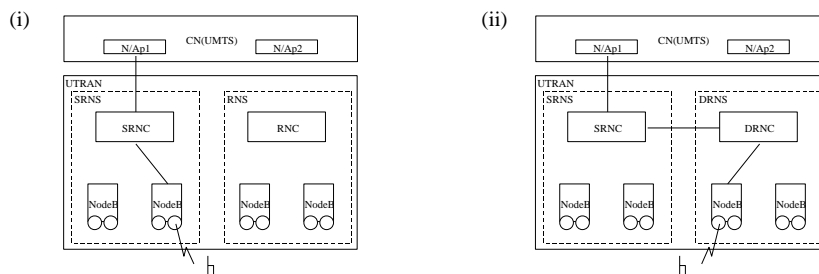 (i)
CN(UMTS)
N/Ap1
N/Ap2
UTRAN
SRNS
RNS
SRNC
RNC
NodeB
NodeB
NodeB
NodeB
(ii)
CN(UMTS)
N/Ap1
N/Ap2
UTRAN
SRNS
DRNS
SRNC
DRNC
NodeB
NodeB
NodeB
NodeB